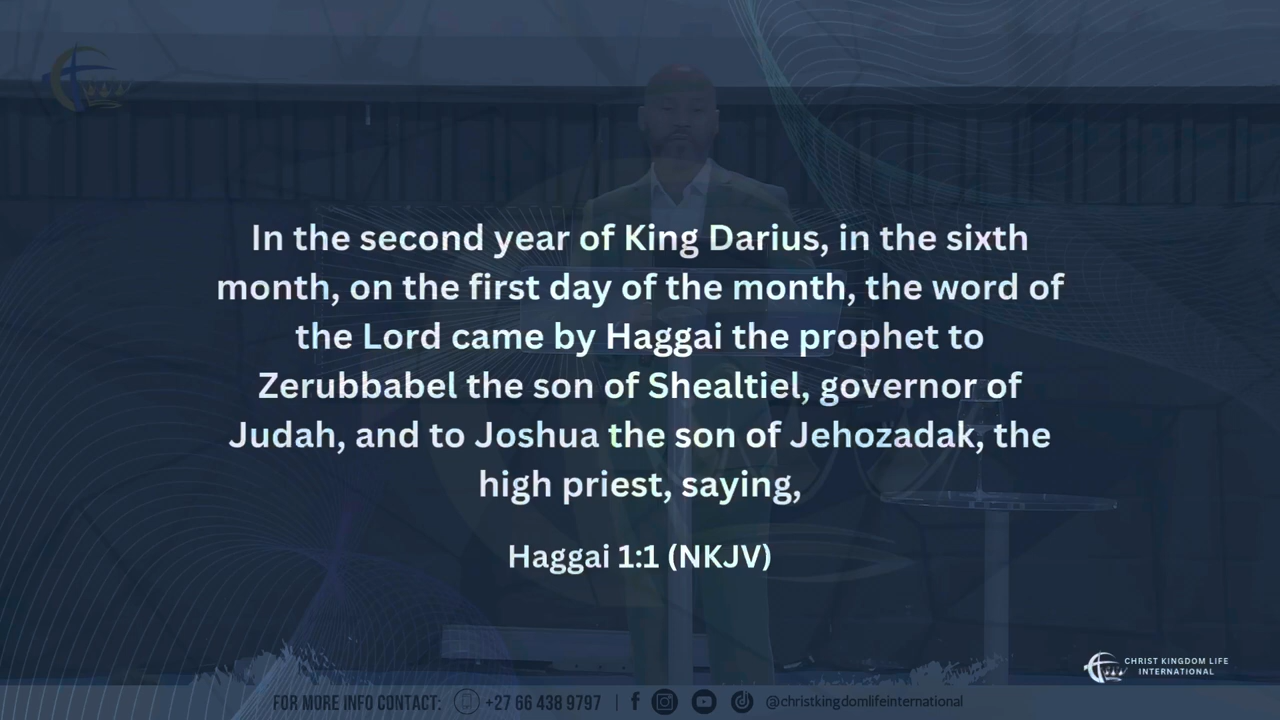 In the second year of King Darius, in the sixth
month, on the first day of the month, the word of
the Lord came by Haggai the prophet to
Zerubbabel the son of Shealtiel, governor of
Judah, and to Joshua the son of Jehozadak, the
high priest, saying,
Haggai 1:1 (NKJV)
CHRIST KINGDOM LIFE
INTERNATIONAL
FOR MORE INFO CONTACT: +27 66 438 9797 | @christkingdomlifeinternational